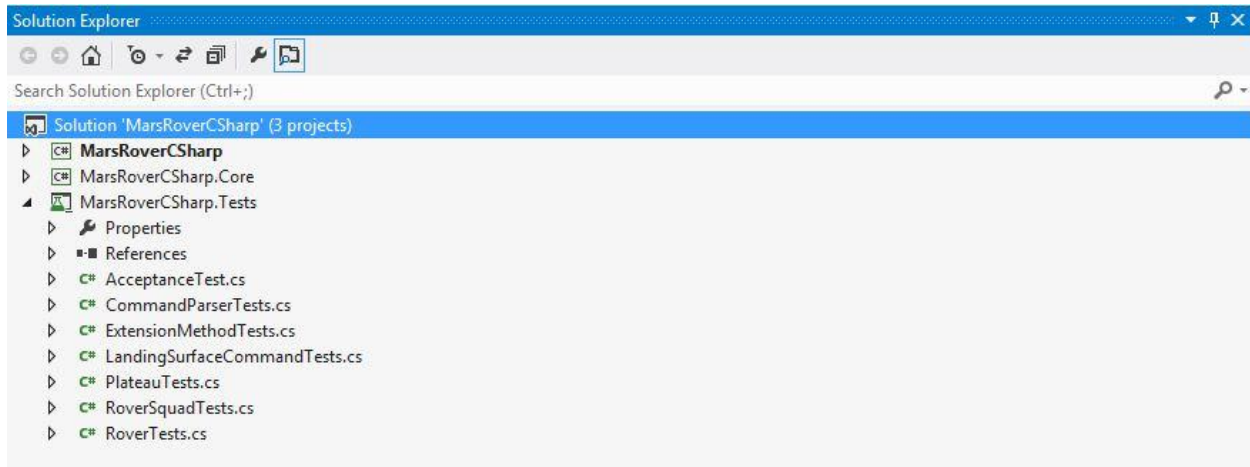 Solution Explorer
Search Solution Explorer (Ctrl+;)
Solution 'MarsRoverCSharp' (3 projects)
C# MarsRoverCSharp
C# MarsRoverCSharp.Core
MarsRoverCSharp.Tests
Properties
References
C# AcceptanceTest.cs
C# CommandParserTests.cs
C# ExtensionMethodTests.cs
C# LandingSurfaceCommandTests.cs
C# PlateauTests.cs
C# RoverSquadTests.cs
C# RoverTests.cs